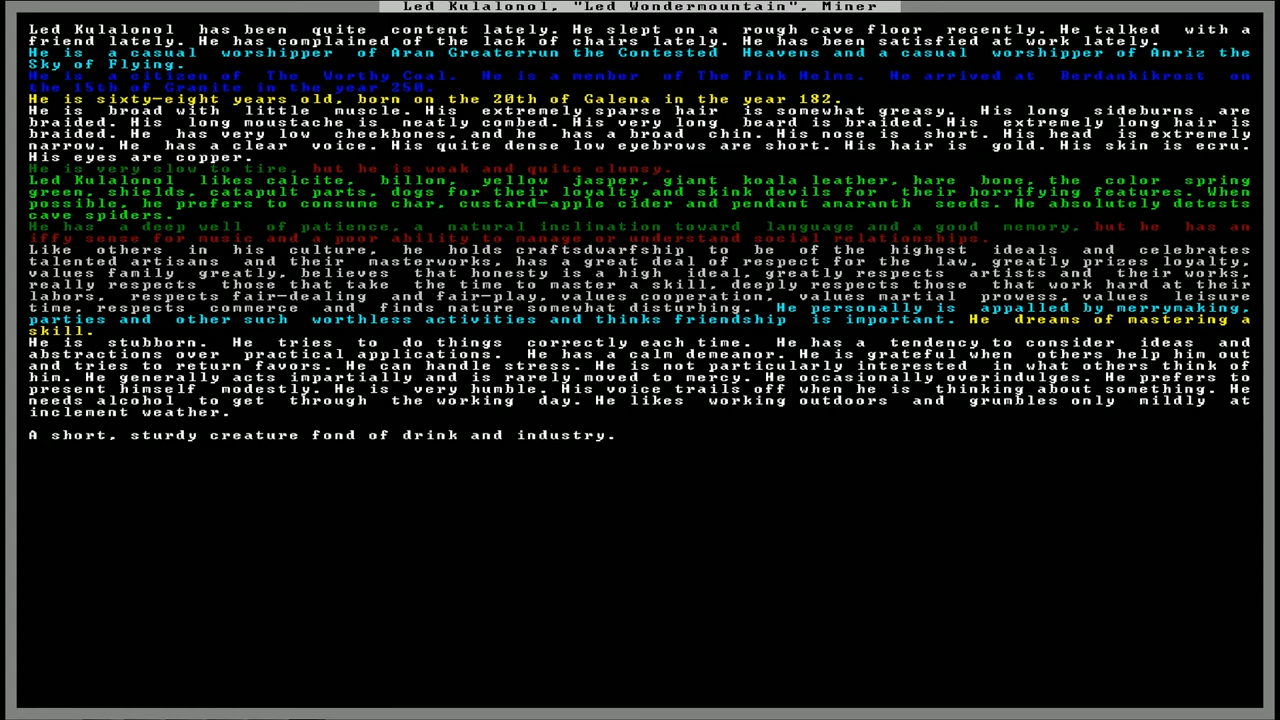 Led Kulalonol, "Led Wondermountain", Miner
Led Kulalonol has been quite content lately. He slept on a rough cave floor recently. He talked with a
friend lately. He has complained of the lack of chairs lately. He has been satisfied at work lately.
He is a casual worshipper of Aran Greaterrun the Contested Heavens and a casual worshipper of Anriz the
Sky of Flying.
He is a citizen of The Worthy Coal. He is a member of The Pink Helms. He arrived at Berdankikrost on
the 15th of Granite in the year 250.
He is sixty-eight years old, born on the 20th of Galena in the year 182.
He is broad with little muscle. His extremely sparse hair is somewhat greasy. His long sideburns are
braided. His long moustache is neatly combed. His very long beard is braided. His extremely long hair is
braided. He has very low cheekbones, and he has a broad chin. His nose is short. His head is extremely
narrow. He has a clear voice. His quite dense low eyebrows are short. His hair is gold. His skin is ecru.
His eyes are copper.
He is very slow to tire, but he is weak and quite clumsy.
Led Kulalonol likes calcite, billon, yellow jasper, giant koala leather, hare bone, the color spring
green, shields, catapult parts, dogs for their loyalty and skink devils for their horrifying features. When
possible, he prefers to consume char, custard-apple cider and pendant amaranth seeds. He absolutely detests
cave spiders.
He has a deep well of patience, a natural inclination toward language and a good memory, but he has an
iffy sense for music and a poor ability to manage or understand social relationships.
Like others in his culture, he holds craftsdwarfship to be of the highest ideals and celebrates
talented artisans and their masterworks, has a great deal of respect for the law, greatly prizes loyalty,
values family greatly, believes that honesty is a high ideal, greatly respects artists and their works,
really respects those that take the time to master a skill, deeply respects those that work hard at their
labors, respects fair-dealing and fair-play, values cooperation, values martial prowess, values leisure
time, respects commerce and finds nature somewhat disturbing. He personally is appalled by merrymaking,
parties and other such worthless activities and thinks friendship is important. He dreams of mastering a
skill.
He is stubborn. He tries to do things correctly each time. He has a tendency to consider ideas and
abstractions over practical applications. He has a calm demeanor. He is grateful when others help him out
and tries to return favors. He can handle stress. He is not particularly interested in what others think of
him. He generally acts impartially and is rarely moved to mercy. He occasionally overindulges. He prefers to
present himself modestly. He is very humble. His voice trails off when he is thinking about something. He
needs alcohol to get through the working day. He likes working outdoors and grumbles only mildly at
inclement weather.
A short, sturdy creature fond of drink and industry.